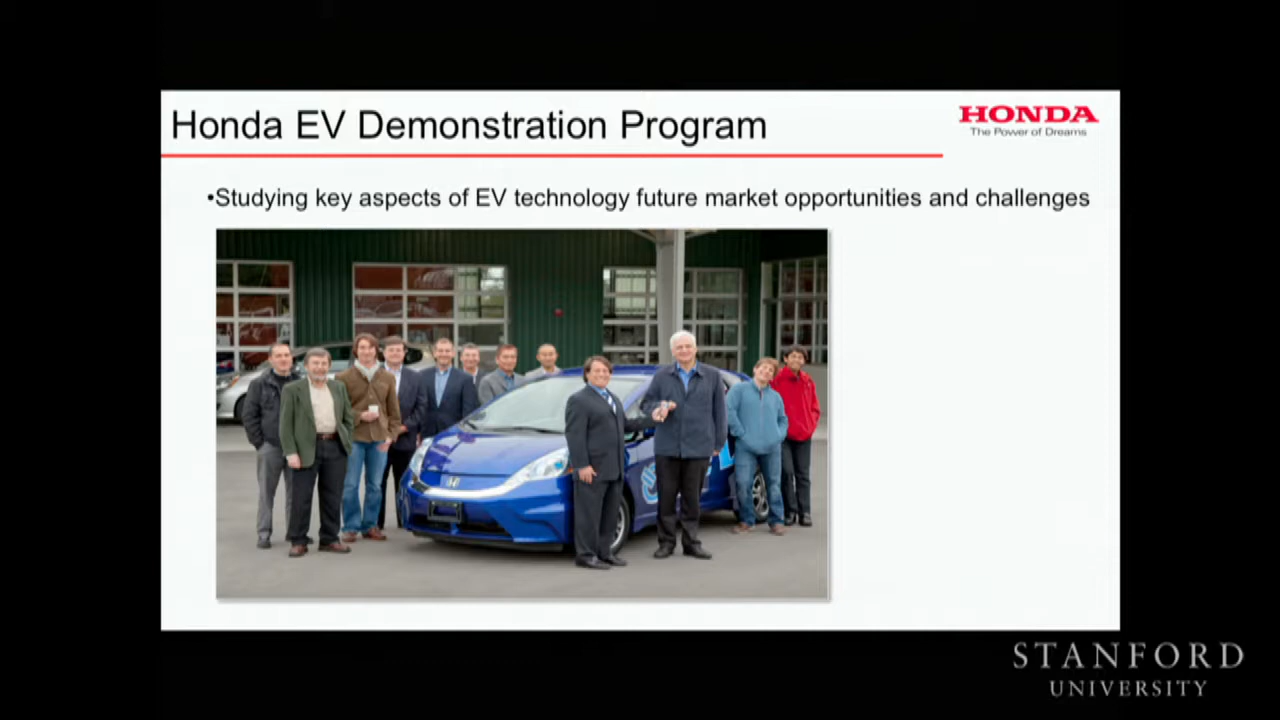 Honda EV Demonstration Program
HONDA
The Power of Dreams
•Studying key aspects of EV technology future market opportunities and challenges
STANFORD
UNIVERSITY